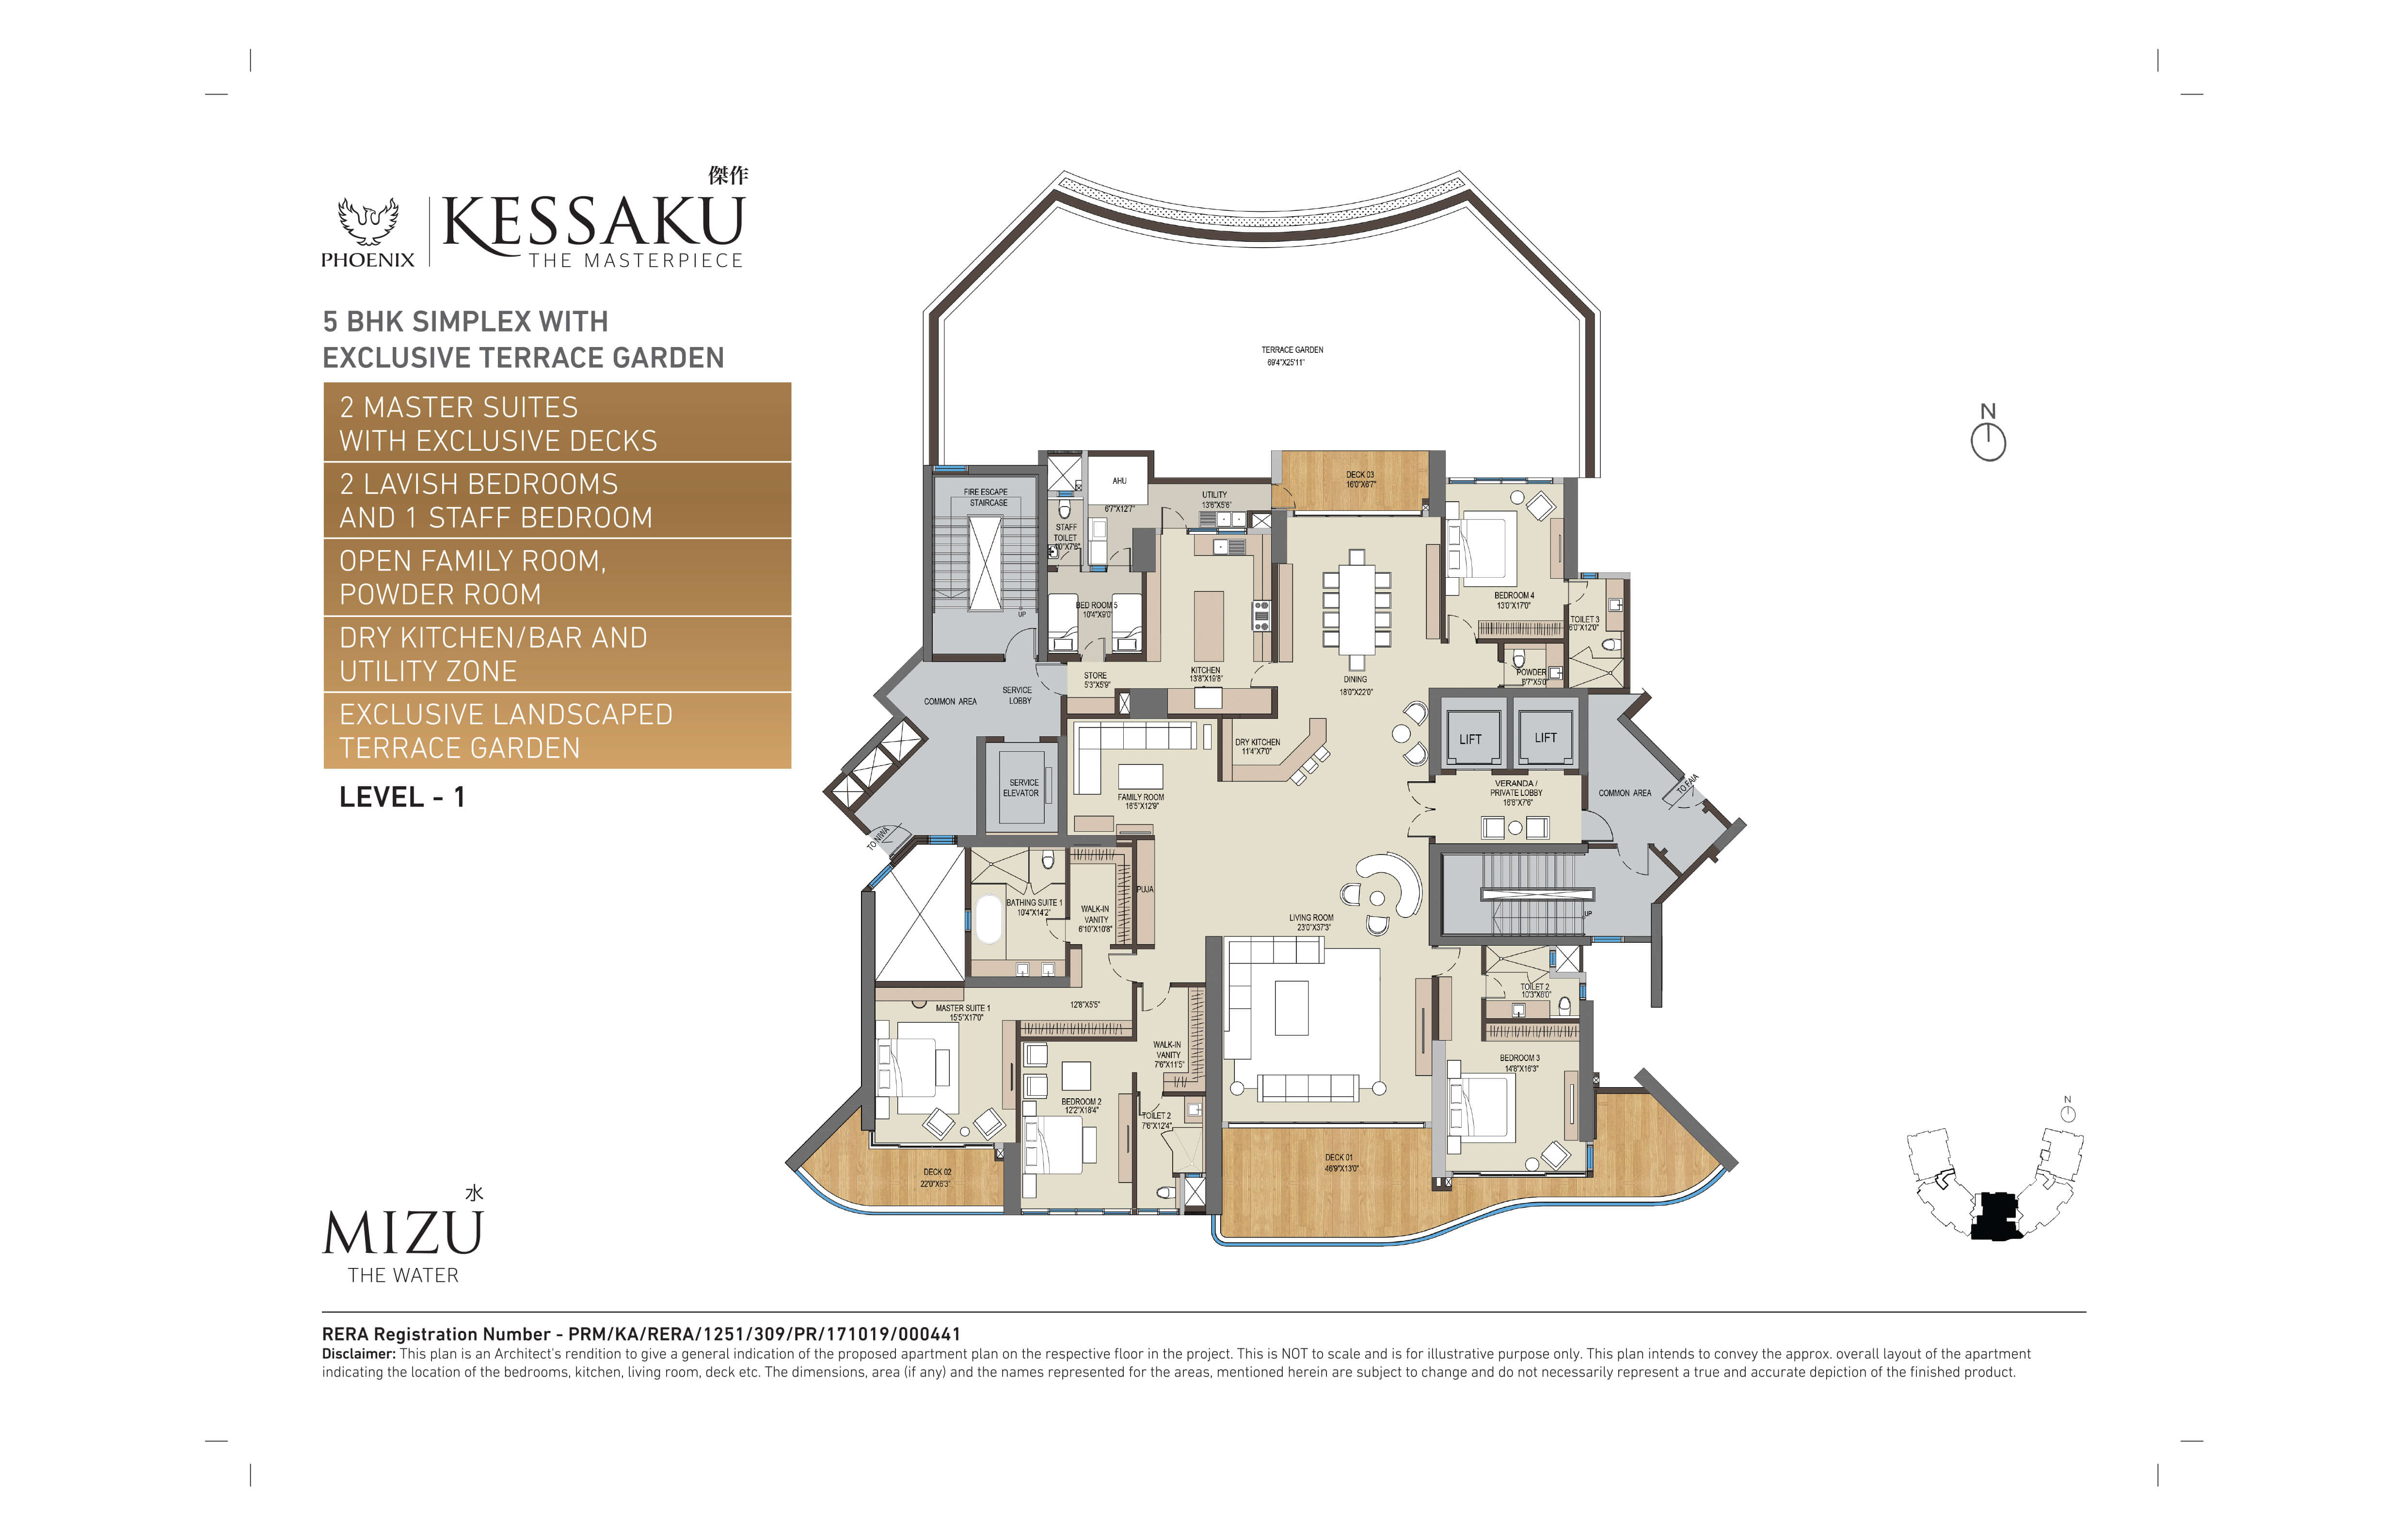 傑作
KESSAKU
PHOENIX
THE MASTERPIECE
5 BHK SIMPLEX WITH
EXCLUSIVE TERRACE GARDEN
2 MASTER SUITES
WITH EXCLUSIVE DECKS
2 LAVISH BEDROOMS
AND 1 STAFF BEDROOM
OPEN FAMILY ROOM,
POWDER ROOM
DRY KITCHEN/BAR AND
UTILITY ZONE
EXCLUSIVE LANDSCAPED
TERRACE GARDEN
LEVEL - 1
TERRACE GARDEN
69'4"X25'11"
N
FIRE ESCAPE
STAIRCASE
UP
AHU
6'7"X12'7"
UTILITY
13'6"X5'6"
DECK 03
16'0"X6'7"
STAFF
TOILET
4'0"X7'6"
BED ROOM 5
10'4"X9'0"
BEDROOM 4
13'0"X17'0"
TOILET 3
6'0"X12'0"
POWDER
6'7"X5'0"
STORE
5'3"X5'9"
KITCHEN
13'8"X19'8"
DINING
18'0"X22'0"
COMMON AREA
SERVICE
LOBBY
DRY KITCHEN
11'4"X7'0"
LIFT
LIFT
SERVICE
ELEVATOR
FAMILY ROOM
16'5"X12'9"
VERANDA /
PRIVATE LOBBY
16'8"X7'6"
COMMON AREA
TO FAIA
TO NIWA
PUJA
BATHING SUITE 1
10'4"X14'2"
WALK-IN
VANITY
6'10"X10'8"
LIVING ROOM
23'0"X37'3"
UP
MASTER SUITE 1
15'5"X17'0"
12'8"X5'5"
TOILET 2
10'3"X8'0"
WALK-IN
VANITY
7'6"X11'5"
BEDROOM 3
14'8"X16'3"
BEDROOM 2
12'2"X18'4"
TOILET 2
7'6"X12'4"
DECK 02
22'0"X6'3"
DECK 01
46'9"X13'0"
N
水
MIZU
THE WATER
RERA Registration Number - PRM/KA/RERA/1251/309/PR/171019/000441
Disclaimer: This plan is an Architect's rendition to give a general indication of the proposed apartment plan on the respective floor in the project. This is NOT to scale and is for illustrative purpose only. This plan intends to convey the approx. overall layout of the apartment
indicating the location of the bedrooms, kitchen, living room, deck etc. The dimensions, area (if any) and the names represented for the areas, mentioned herein are subject to change and do not necessarily represent a true and accurate depiction of the finished product.